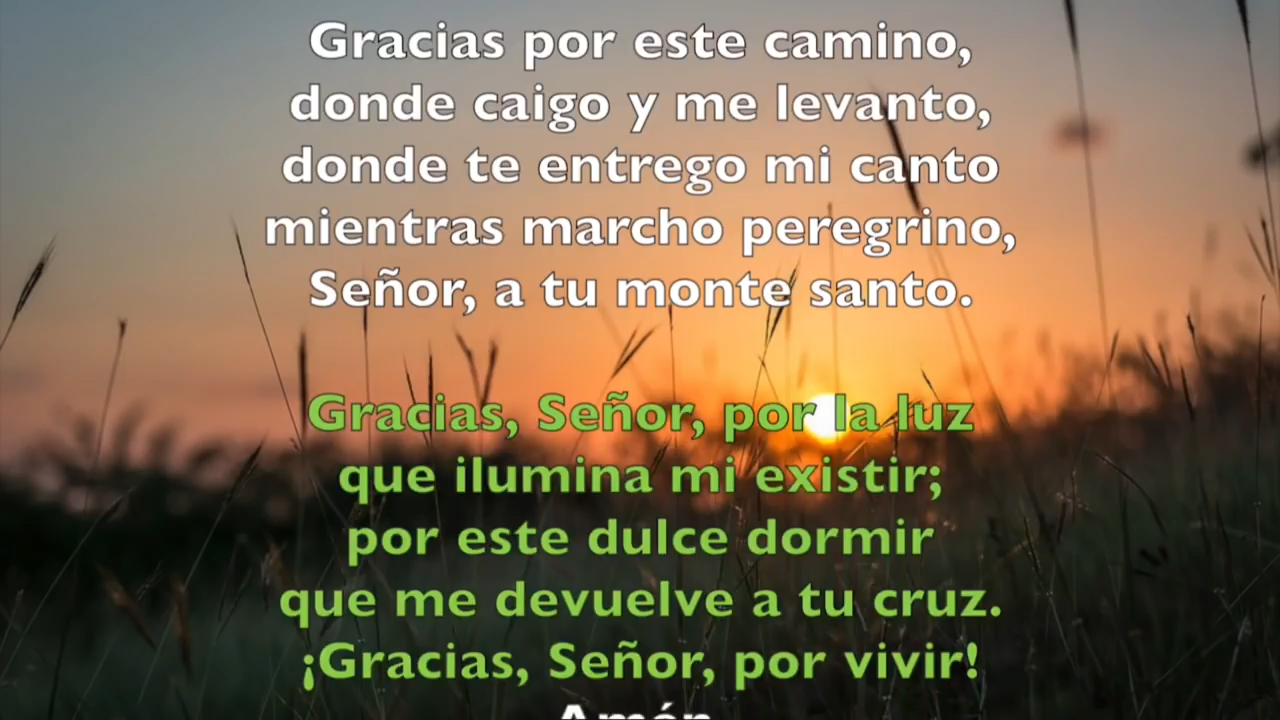 Gracias por este camino,
donde caigo y me levanto,
donde te entrego mi canto
mientras marcho peregrino,
Señor, a tu monte santo.
Gracias, Señor, por la luz
que ilumina mi existir;
por este dulce dormir
que me devuelve a tu cruz.
¡Gracias, Señor, por vivir!
Amén